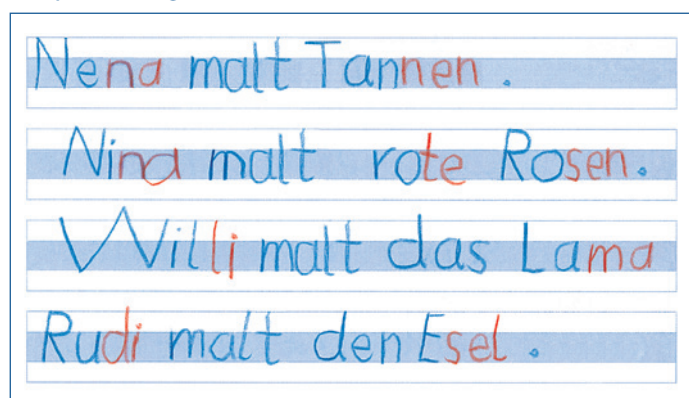 Nena malt Tannen .
Nina malt rote Rosen.
Willi malt das Lama
Rudi malt den Esel .